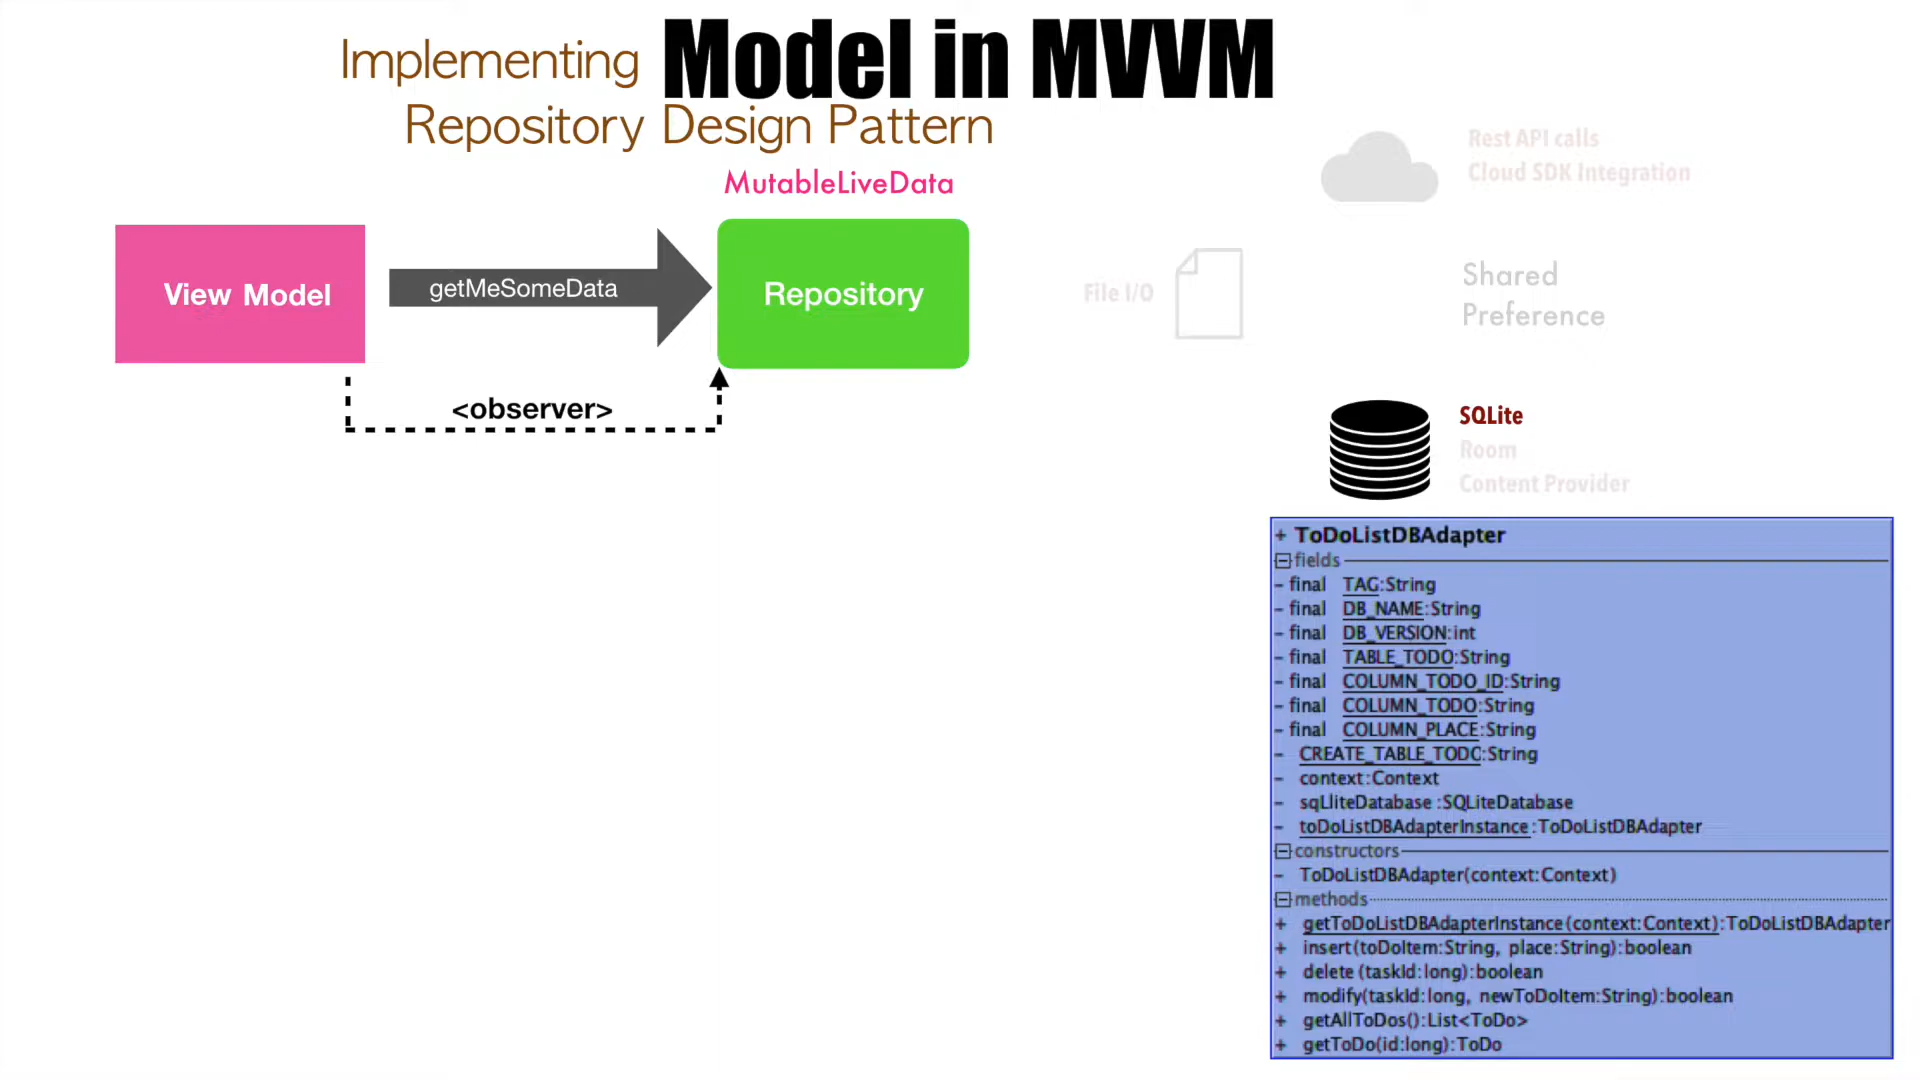 Implementing Model in MVVM
Repository Design Pattern
MutableLiveData
View Model
getMeSomeData
Repository
<observer>
Rest API calls
Cloud SDK Integration
File I/O
Shared
Preference
SQLite
Room
Content Provider
+ ToDoListDBAdapter
fields
- final TAG:String
- final DB_NAME:String
- final DB_VERSION:int
- final TABLE_TODO:String
- final COLUMN_TODO_ID:String
- final COLUMN_TODO:String
- final COLUMN_PLACE:String
- CREATE_TABLE_TODO:String
- context:Context
- sqLliteDatabase:SQLiteDatabase
- toDoListDBAdapterInstance:ToDoListDBAdapter
constructors
- ToDoListDBAdapter(context:Context)
methods
+ getToDoListDBAdapterInstance(context:Context):ToDoListDBAdapter
+ insert(toDoItem:String, place:String):boolean
+ delete(taskId:long):boolean
+ modify(taskId:long, newToDoItem:String):boolean
+ getAllToDos():List<ToDo>
+ getToDo(id:long):ToDo